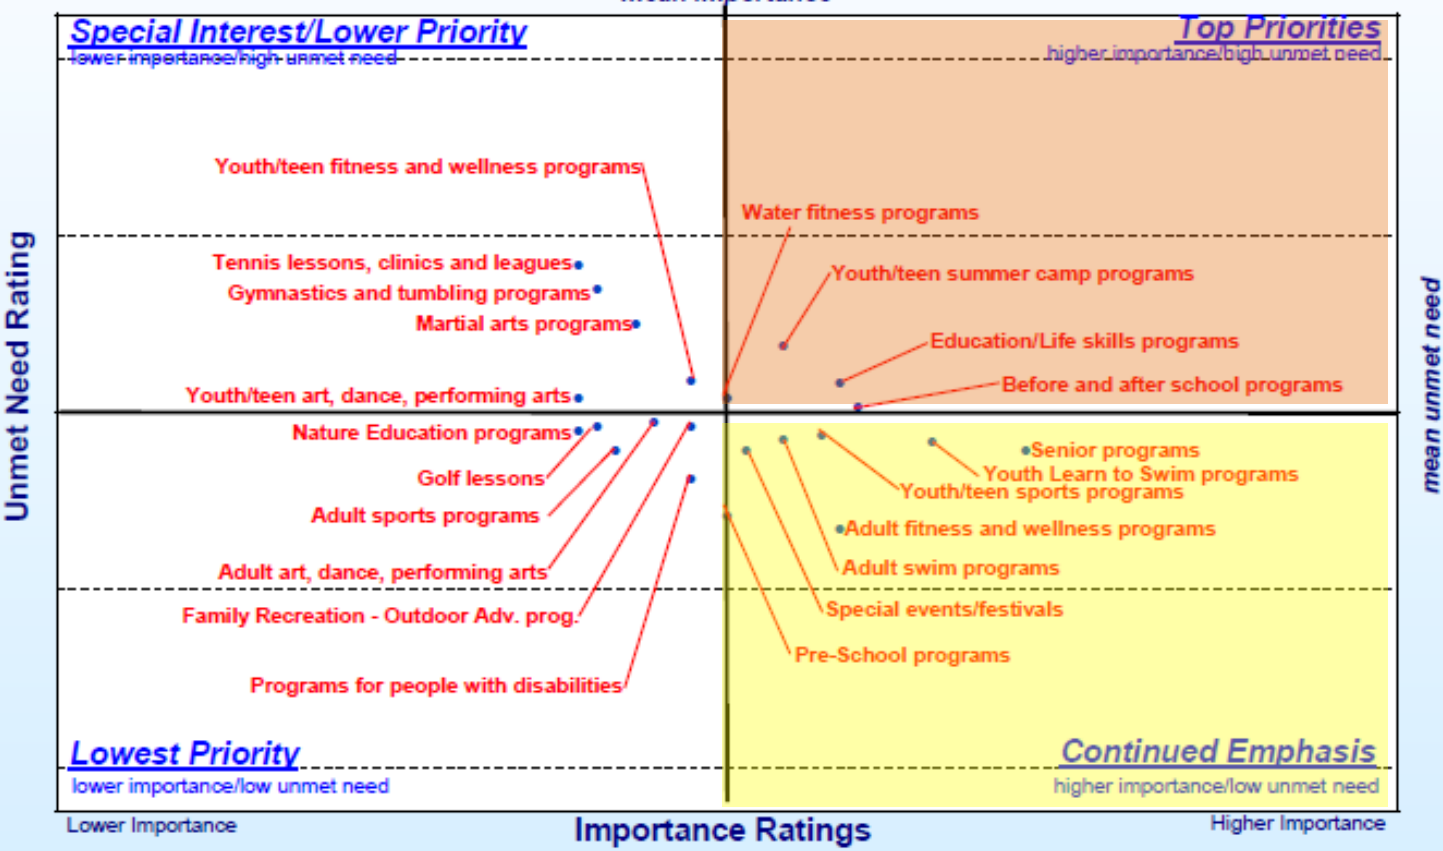 mean importance
Special Interest/Lower Priority
lower importance/high unmet need
Top Priorities
higher importance/high unmet need
Youth/teen fitness and wellness programs
Water fitness programs
Tennis lessons, clinics and leagues
Youth/teen summer camp programs
Gymnastics and tumbling programs
Martial arts programs
Education/Life skills programs
Before and after school programs
Youth/teen art, dance, performing arts
Nature Education programs
Senior programs
Golf lessons
Youth Learn to Swim programs
Youth/teen sports programs
Adult sports programs
Adult fitness and wellness programs
Adult art, dance, performing arts
Adult swim programs
Family Recreation - Outdoor Adv. prog.
Special events/festivals
Pre-School programs
Programs for people with disabilities
Lowest Priority
lower importance/low unmet need
Continued Emphasis
higher importance/low unmet need
Lower Importance
Importance Ratings
Higher Importance
Unmet Need Rating
mean unmet need